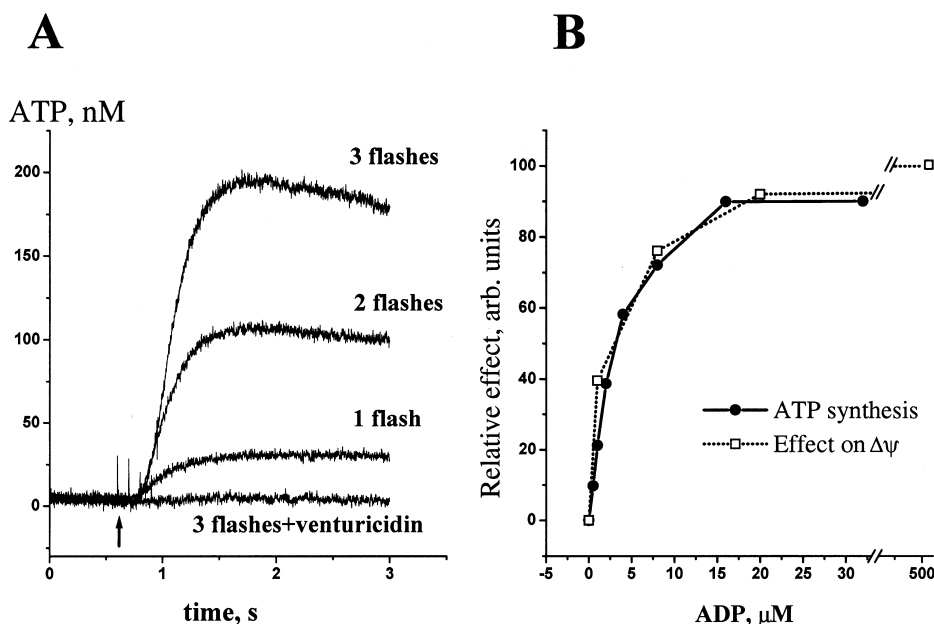 A
B
ATP, nM
200
150
100
50
0
3 flashes
2 flashes
1 flash
3 flashes+venturicidin
0
1
2
3
time, s
Relative effect, arb. units
100
80
60
40
20
0
ATP synthesis
Effect on Δψ
-5
0
5
10
15
20
25
30
500
ADP, μM